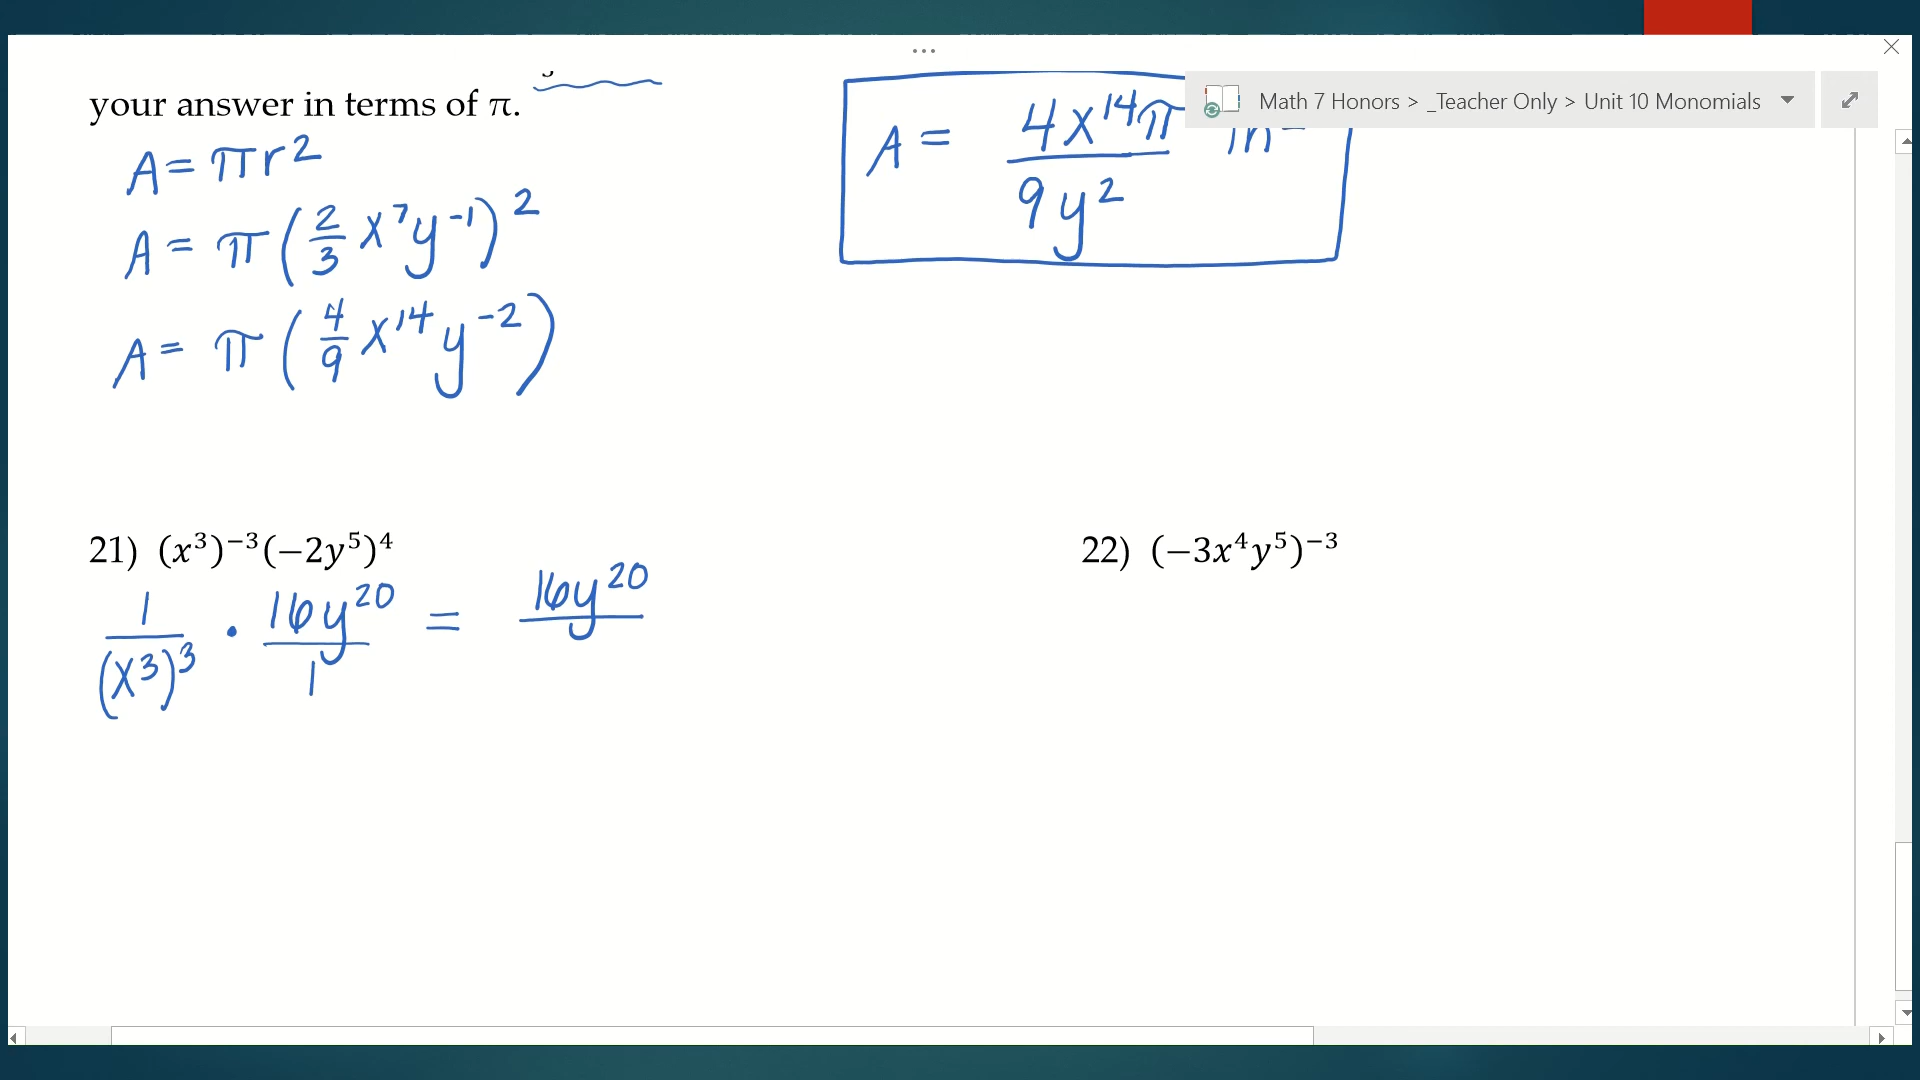 Math 7 Honors > _Teacher Only > Unit 10 Monomials
your answer in terms of π.
A = πr²
A = π(2/3 x⁷y⁻¹)²
A = π(4/9 x¹⁴y⁻²)
A = 4x¹⁴π / 9y² in
21) (x³)⁻³(−2y⁵)⁴
1/(x³)³ · 16y²⁰/1 = 16y²⁰/
22) (−3x⁴y⁵)⁻³